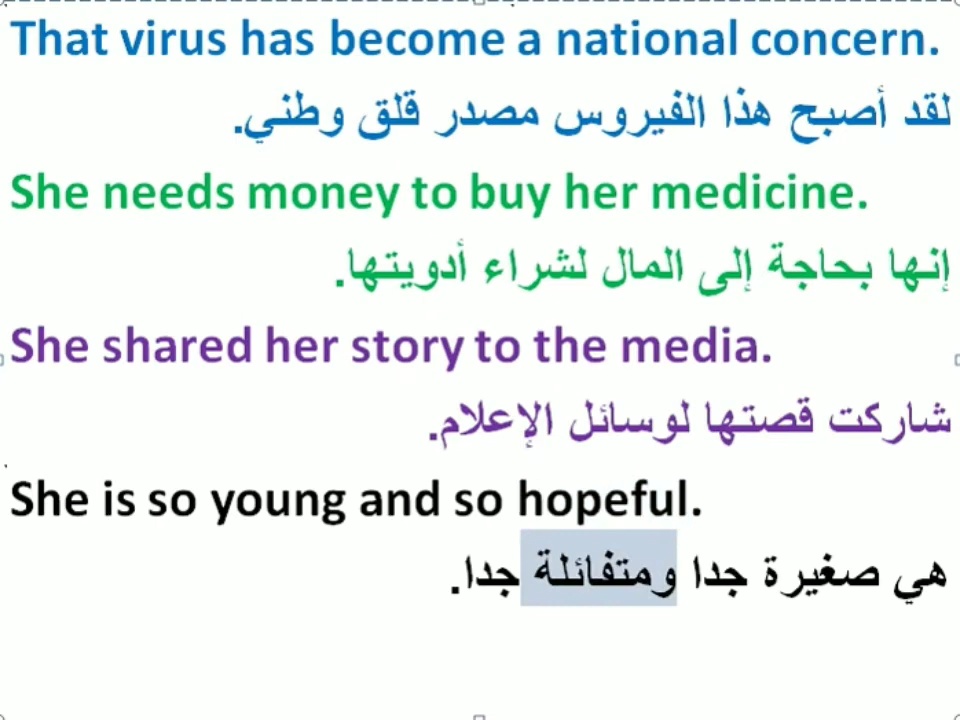 That virus has become a national concern.
لقد أصبح هذا الفيروس مصدر قلق وطني.
She needs money to buy her medicine.
إنها بحاجة إلى المال لشراء أدويتها.
She shared her story to the media.
شاركت قصتها لوسائل الإعلام.
She is so young and so hopeful.
هي صغيرة جدا ومتفائلة جدا.